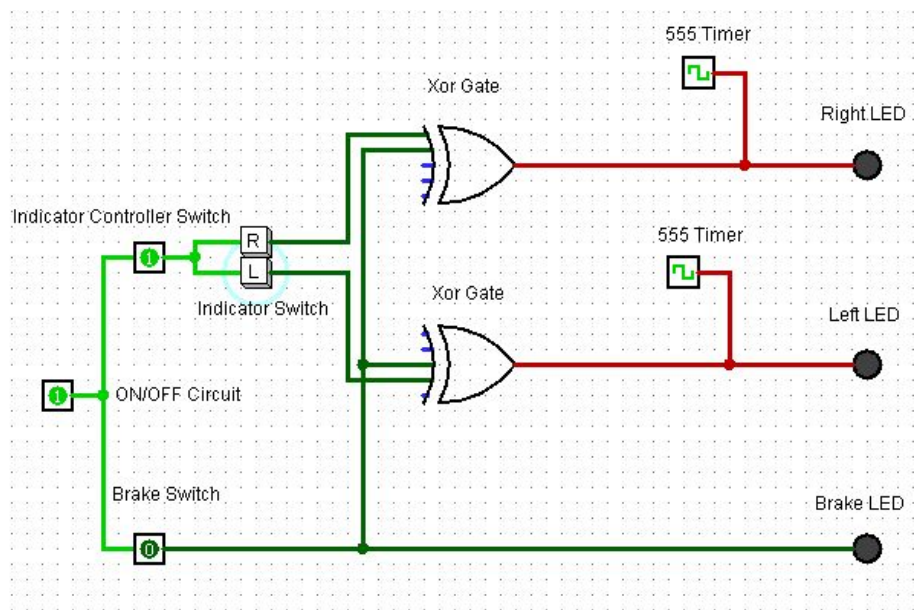 555 Timer
Xor Gate
Right LED
Indicator Controller Switch
1
R
L
555 Timer
Indicator Switch
Xor Gate
Left LED
1
ON/OFF Circuit
Brake Switch
Brake LED
0